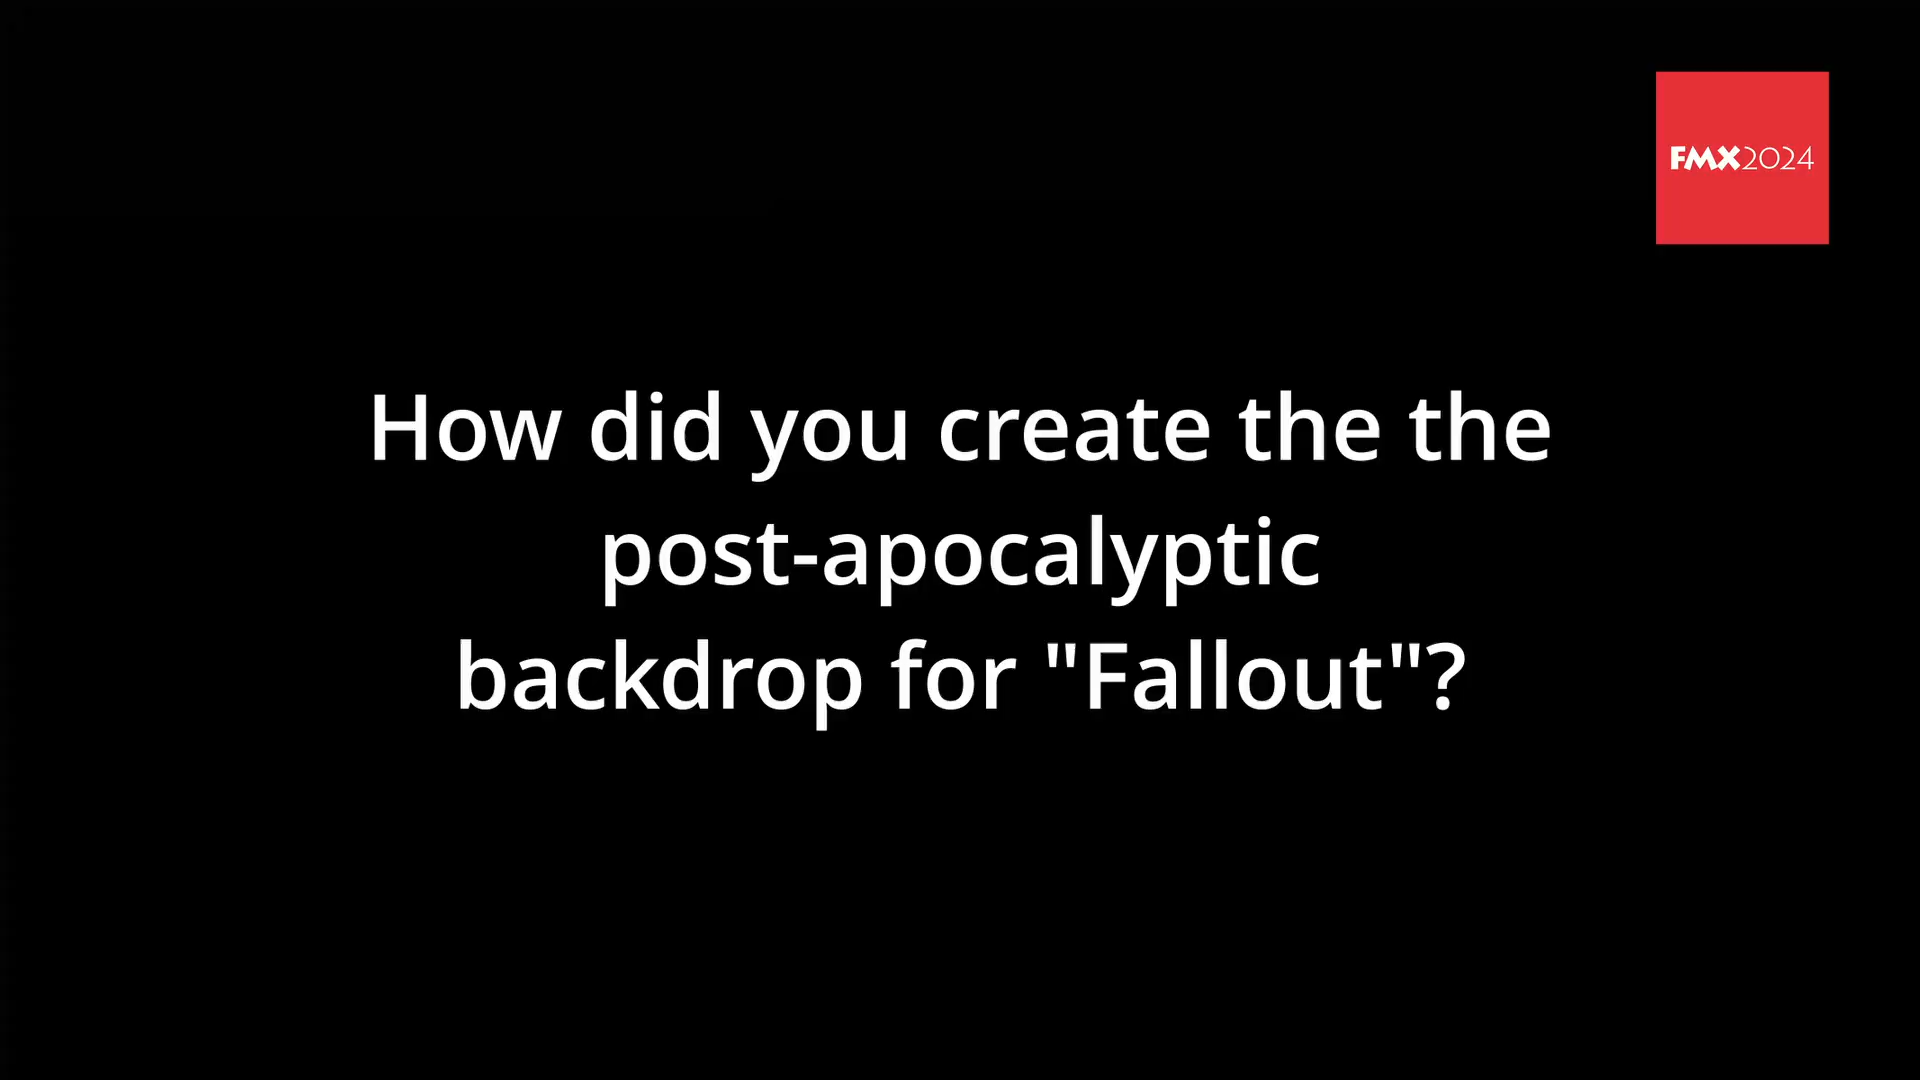 FMX2024
How did you create the the
post-apocalyptic
backdrop for "Fallout"?